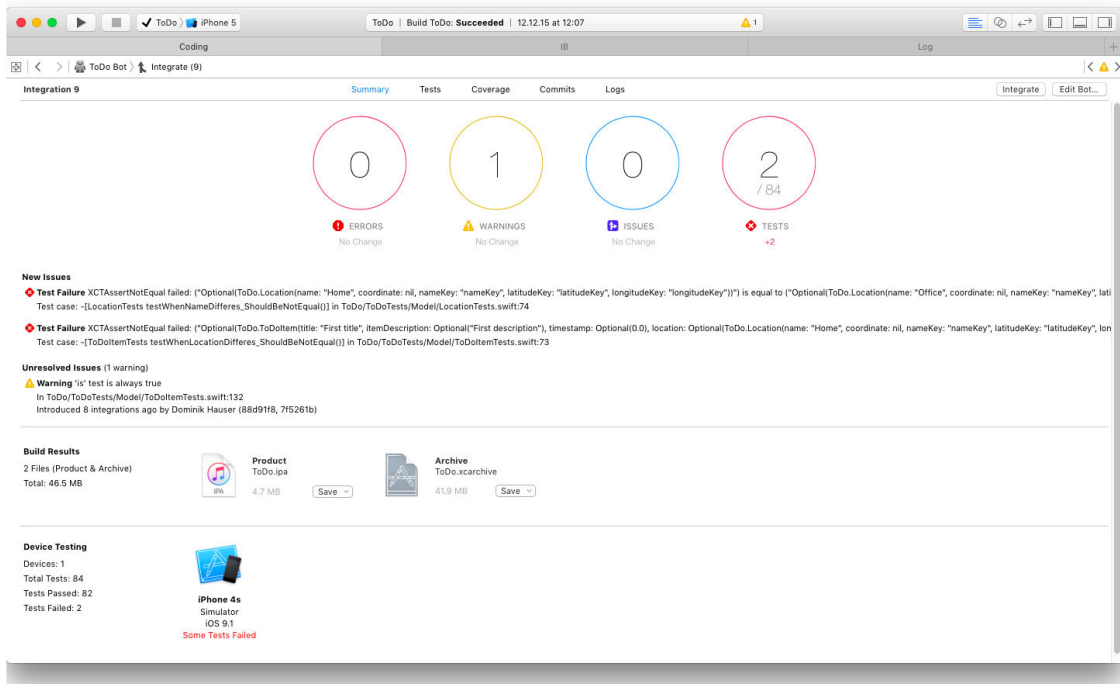 ToDo iPhone 5
ToDo | Build ToDo: Succeeded | 12.12.15 at 12:07
1
Coding IB Log
ToDo Bot Integrate (9)
Integration 9 Summary Tests Coverage Commits Logs Integrate Edit Bot...
0 1 0 2
/ 84
ERRORS WARNINGS ISSUES TESTS
No Change No Change No Change +2
New Issues
Test Failure XCTAssertNotEqual failed: ("Optional(ToDo.Location(name: "Home", coordinate: nil, nameKey: "nameKey", latitudeKey: "latitudeKey", longitudeKey: "longitudeKey"))") is equal to ("Optional(ToDo.Location(name: "Office", coordinate: nil, nameKey: "nameKey", lati
Test case: -[LocationTests testWhenNameDifferes_ShouldBeNotEqual()] in ToDo/ToDoTests/Model/LocationTests.swift:74
Test Failure XCTAssertNotEqual failed: ("Optional(ToDo.ToDoItem(title: "First title", itemDescription: Optional("First description"), timestamp: Optional(0.0), location: Optional(ToDo.Location(name: "Home", coordinate: nil, nameKey: "nameKey", latitudeKey: "latitudeKey", lon
Test case: -[ToDoItemTests testWhenLocationDifferes_ShouldBeNotEqual()] in ToDo/ToDoTests/Model/ToDoItemTests.swift:73
Unresolved Issues (1 warning)
Warning 'is' test is always true
In ToDo/ToDoTests/Model/ToDoItemTests.swift:132
Introduced 8 integrations ago by Dominik Hauser (88d91f8, 7f5261b)
Build Results
2 Files (Product & Archive)
Total: 46.5 MB
IPA
Product
ToDo.ipa
4.7 MB Save
Archive
ToDo.xcarchive
41.9 MB Save
Device Testing
Devices: 1
Total Tests: 84
Tests Passed: 82
Tests Failed: 2
iPhone 4s
Simulator
iOS 9.1
Some Tests Failed